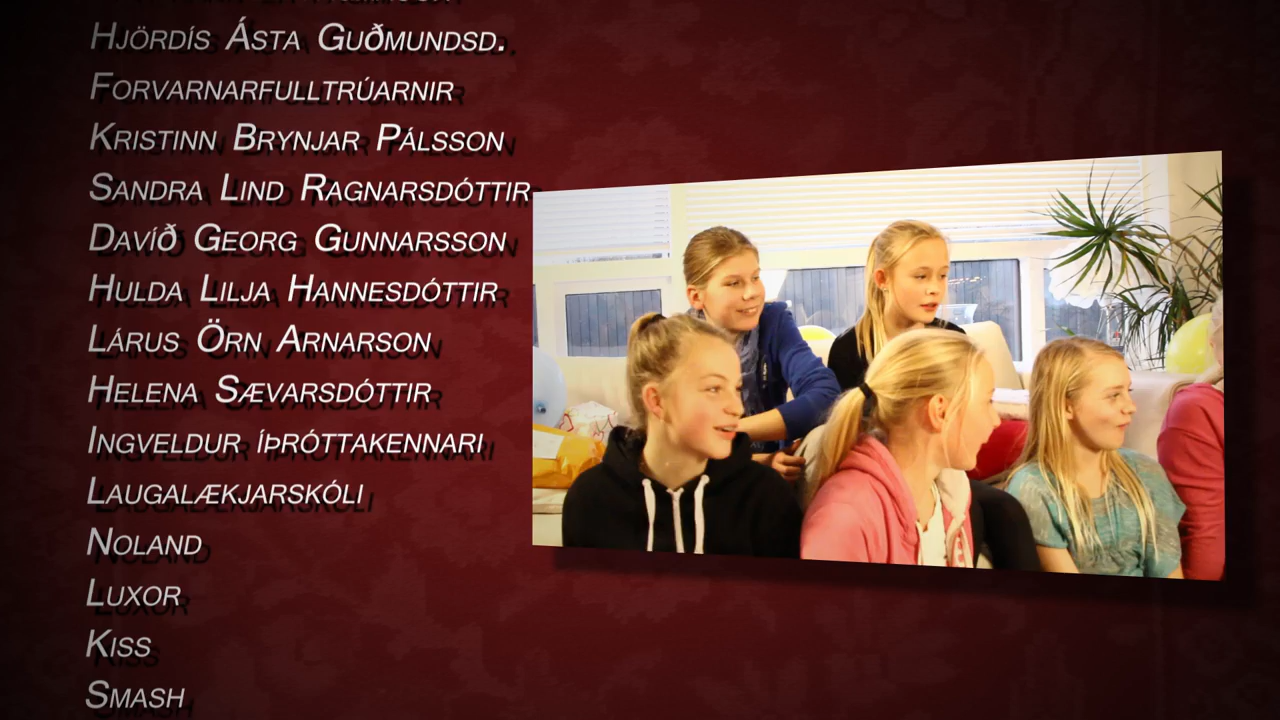 Hjördís Ásta Guðmundsd.
Forvarnarfulltrúarnir
Kristinn Brynjar Pálsson
Sandra Lind Ragnarsdóttir
Davíð Georg Gunnarsson
Hulda Lilja Hannesdóttir
Lárus Örn Arnarson
Helena Sævarsdóttir
Ingveldur íþróttakennari
Laugalækjarskóli
Noland
Luxor
Kiss
Smash